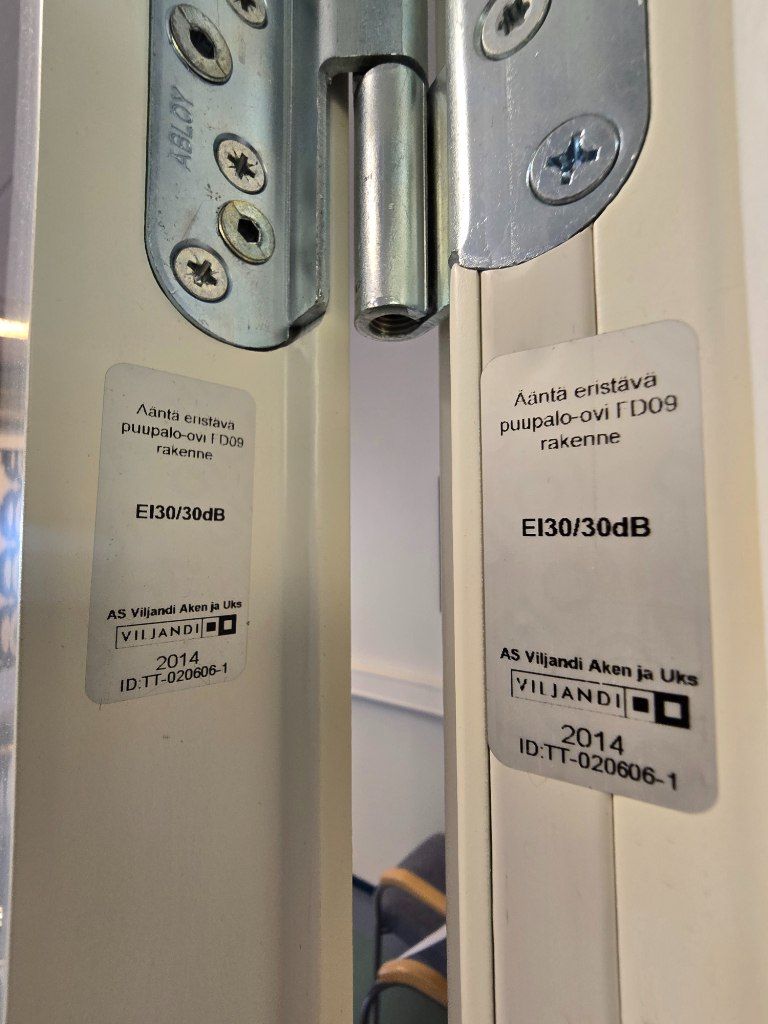 ABLOY
Ääntä eristävä
puupalo-ovi FD09
rakenne
EI30/30dB
AS Viljandi Aken ja Uks
VILJANDI
2014
ID:TT-020606-1
Ääntä eristävä
puupalo-ovi FD09
rakenne
EI30/30dB
AS Viljandi Aken ja Uks
VILJANDI
2014
ID:TT-020606-1